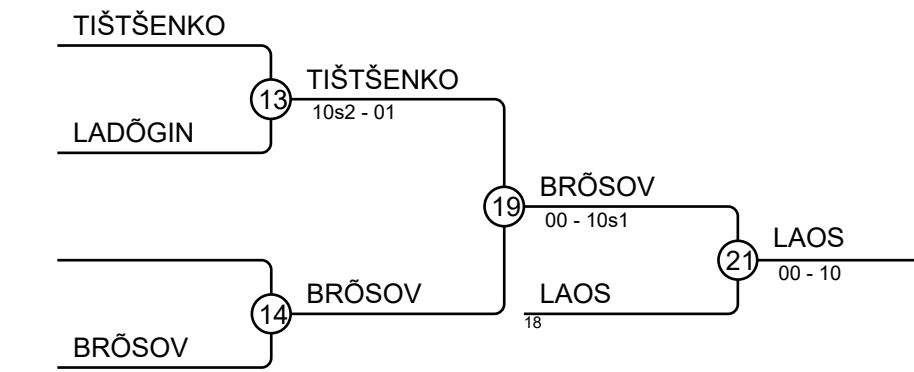 TIŠTŠENKO
13
TIŠTŠENKO
10s2 - 01
LADÕGIN
19
BRÕSOV
00 - 10s1
21
LAOS
00 - 10
14
BRÕSOV
LAOS
18
BRÕSOV